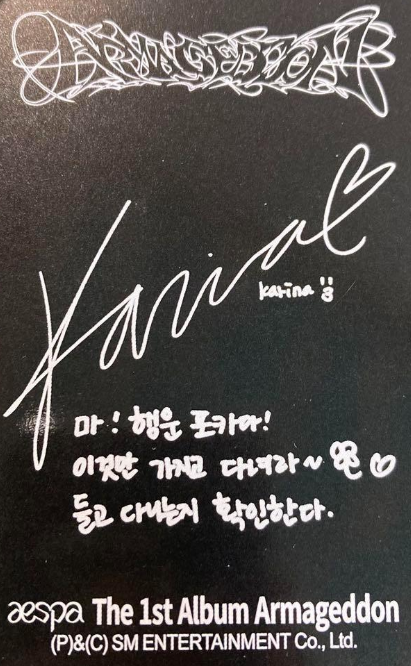 ARMAGEDDON
Karina
karina
마! 행운 포카야!
이것만 가지고 다녀라~
들고 다니는지 확인한다.
aespa The 1st Album Armageddon
(P)&(C) SM ENTERTAINMENT Co., Ltd.